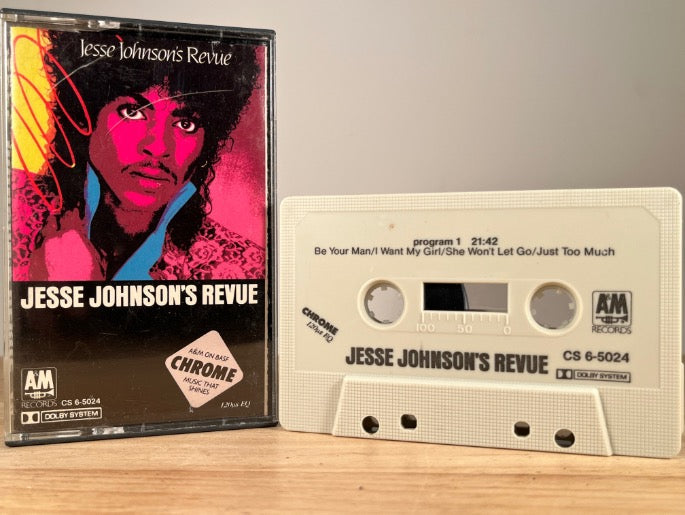 Jesse Johnson's Revue
JESSE JOHNSON'S REVUE
A&M ON BASF
CHROME
MUSIC THAT
SHINES
120µs EQ
A&M
RECORDS CS 6-5024
DOLBY SYSTEM
program 1 21:42
Be Your Man/I Want My Girl/She Won't Let Go/Just Too Much
CHROME
120µs EQ
100 50 0
A&M
RECORDS
JESSE JOHNSON'S REVUE
CS 6-5024
DOLBY SYSTEM